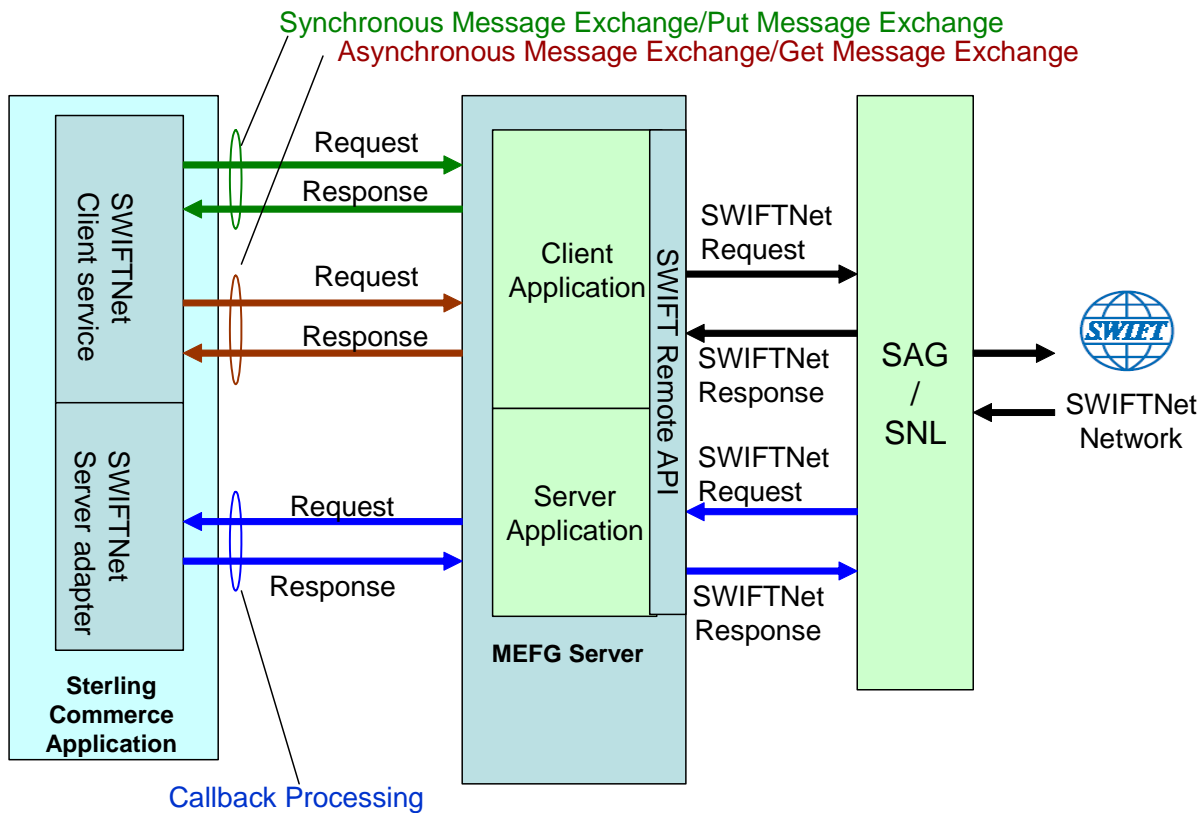 Synchronous Message Exchange/Put Message Exchange
Asynchronous Message Exchange/Get Message Exchange
SWIFTNet
Client service
SWIFTNet
Server adapter
Sterling
Commerce
Application
Request
Response
Request
Response
Request
Response
Callback Processing
Client
Application
Server
Application
SWIFT Remote API
MEFG Server
SWIFTNet
Request
SWIFTNet
Response
SWIFTNet
Request
SWIFTNet
Response
SAG
/
SNL
SWIFT
SWIFTNet
Network